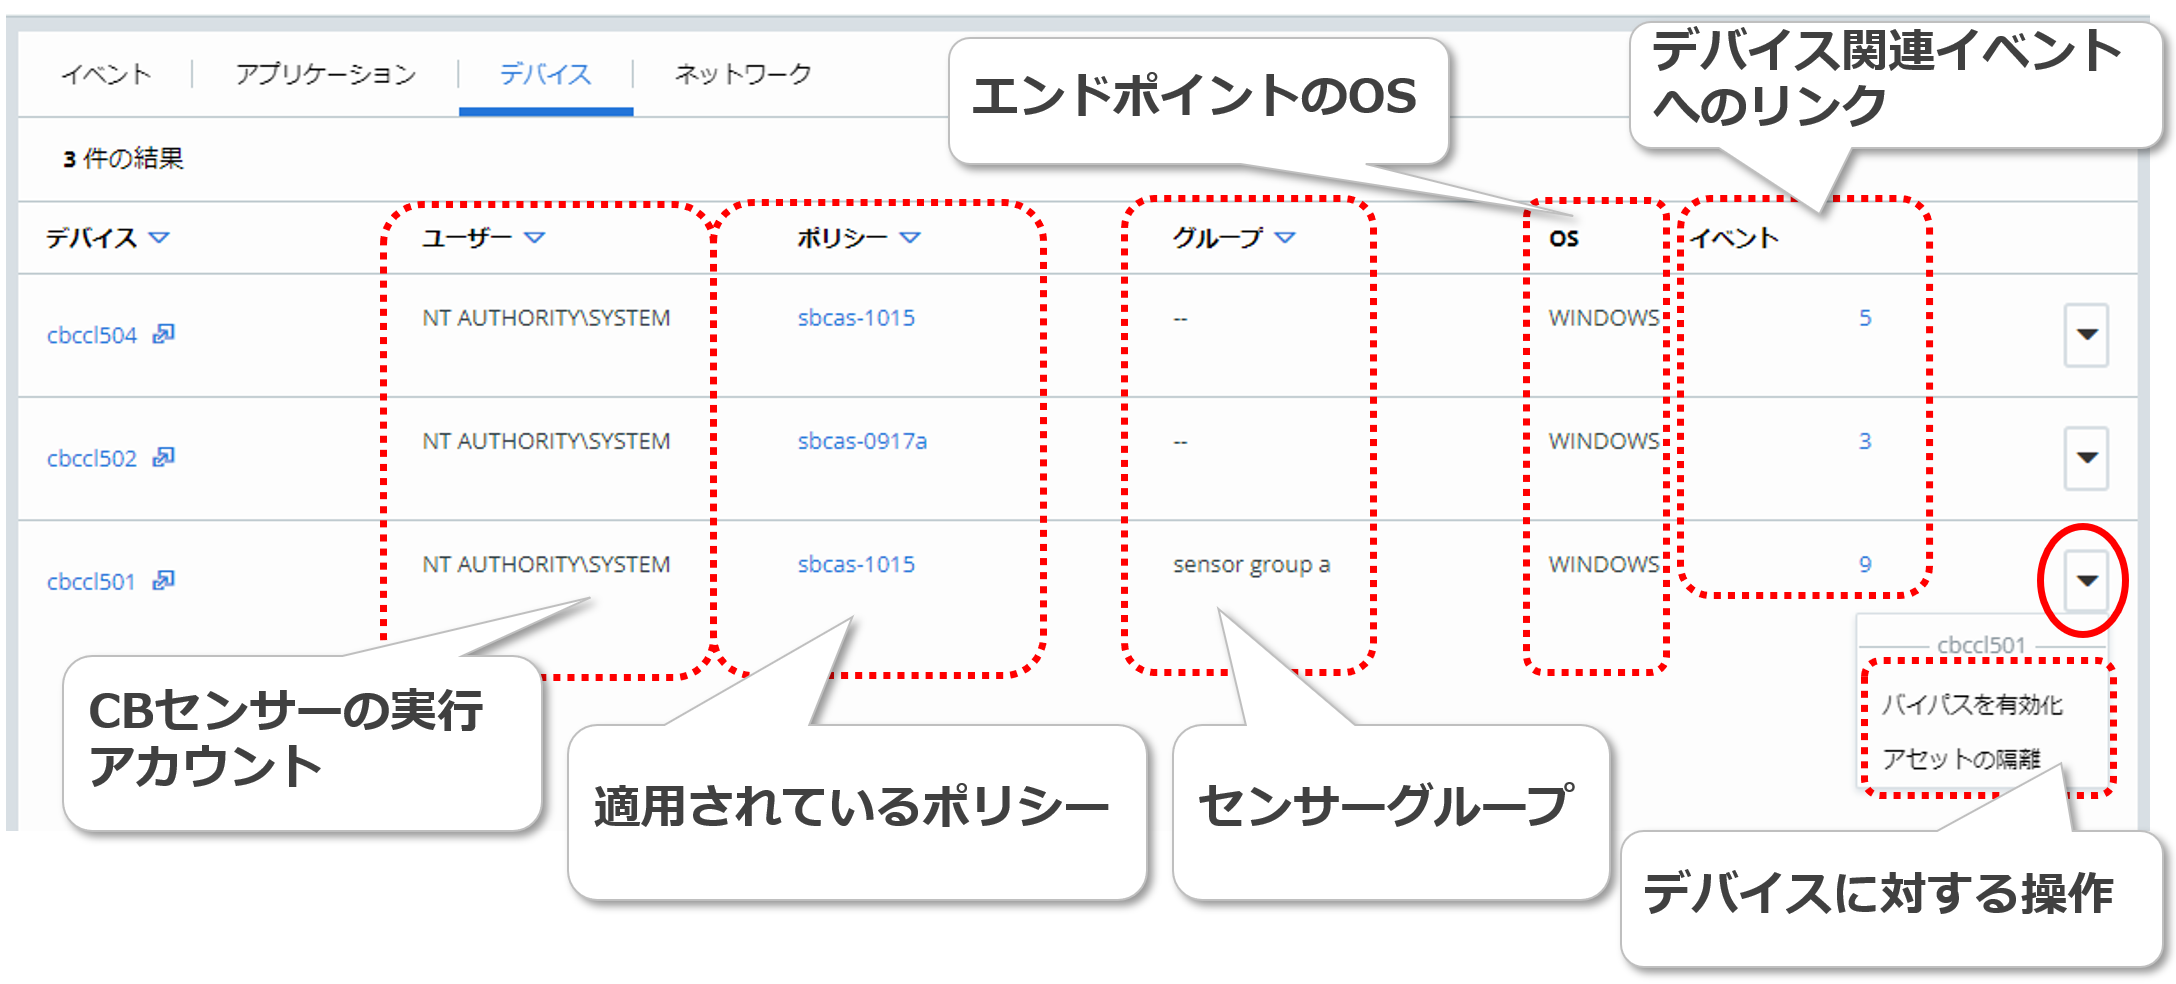 イベント アプリケーション デバイス ネットワーク
エンドポイントのOS
デバイス関連イベント
へのリンク
3 件の結果
デバイス ユーザー ポリシー グループ OS イベント
cbccl504 NT AUTHORITY\SYSTEM sbcas-1015 -- WINDOWS 5
cbccl502 NT AUTHORITY\SYSTEM sbcas-0917a -- WINDOWS 3
cbccl501 NT AUTHORITY\SYSTEM sbcas-1015 sensor group a WINDOWS 9
cbccl501
バイパスを有効化
アセットの隔離
CBセンサーの実行
アカウント
適用されているポリシー
センサーグループ
デバイスに対する操作